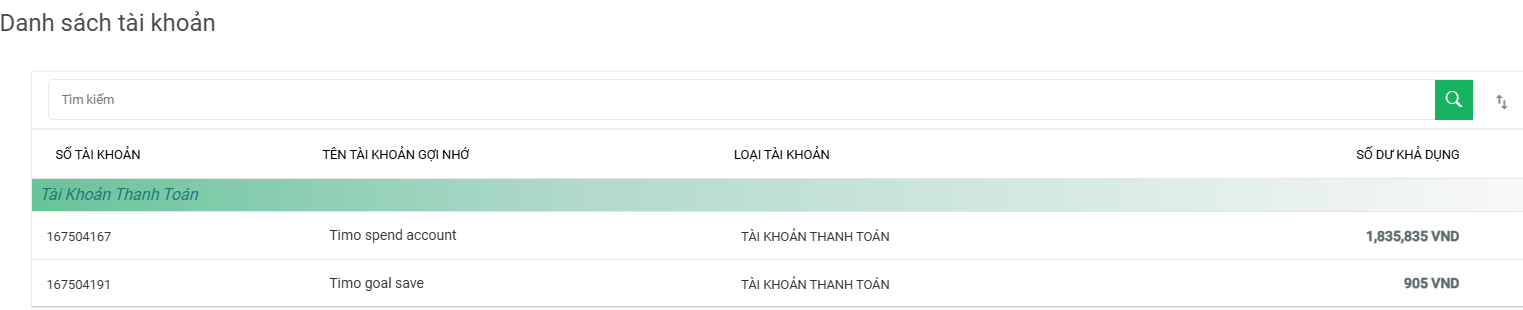 Danh sách tài khoản
Tìm kiếm
SỐ TÀI KHOẢN TÊN TÀI KHOẢN GỢI NHỚ LOẠI TÀI KHOẢN SỐ DƯ KHẢ DỤNG
Tài Khoản Thanh Toán
167504167 Timo spend account TÀI KHOẢN THANH TOÁN 1,835,835 VND
167504191 Timo goal save TÀI KHOẢN THANH TOÁN 905 VND